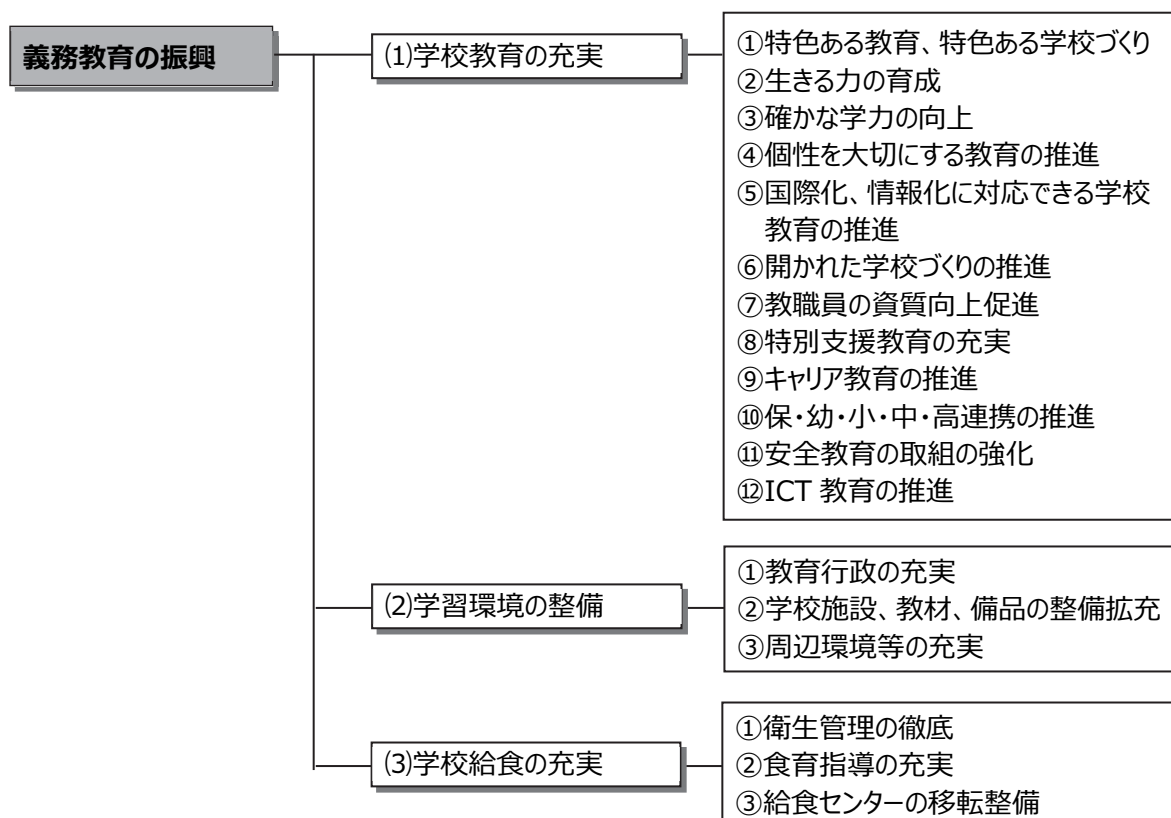 義務教育の振興
⑴学校教育の充実
①特色ある教育、特色ある学校づくり
②生きる力の育成
③確かな学力の向上
④個性を大切にする教育の推進
⑤国際化、情報化に対応できる学校
教育の推進
⑥開かれた学校づくりの推進
⑦教職員の資質向上促進
⑧特別支援教育の充実
⑨キャリア教育の推進
⑩保・幼・小・中・高連携の推進
⑪安全教育の取組の強化
⑫ICT 教育の推進
⑵学習環境の整備
①教育行政の充実
②学校施設、教材、備品の整備拡充
③周辺環境等の充実
⑶学校給食の充実
①衛生管理の徹底
②食育指導の充実
③給食センターの移転整備